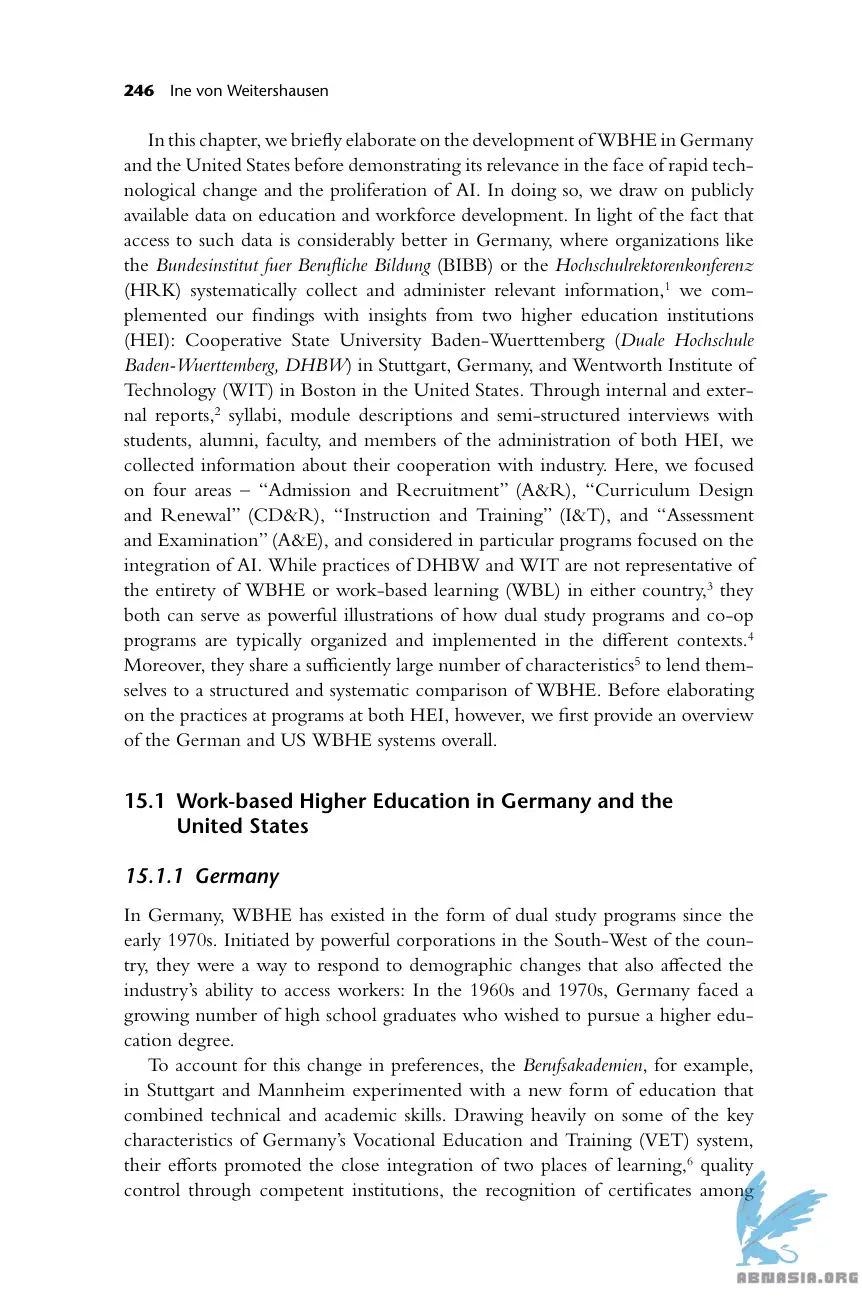 246 Ine von Weitershausen
In this chapter, we briefly elaborate on the development of WBHE in Germany
and the United States before demonstrating its relevance in the face of rapid tech-
nological change and the proliferation of AI. In doing so, we draw on publicly
available data on education and workforce development. In light of the fact that
access to such data is considerably better in Germany, where organizations like
the Bundesinstitut fuer Berufliche Bildung (BIBB) or the Hochschulrektorenkonferenz
(HRK) systematically collect and administer relevant information,1 we com-
plemented our findings with insights from two higher education institutions
(HEI): Cooperative State University Baden-Wuerttemberg (Duale Hochschule
Baden-Wuerttemberg, DHBW) in Stuttgart, Germany, and Wentworth Institute of
Technology (WIT) in Boston in the United States. Through internal and exter-
nal reports,2 syllabi, module descriptions and semi-structured interviews with
students, alumni, faculty, and members of the administration of both HEI, we
collected information about their cooperation with industry. Here, we focused
on four areas – “Admission and Recruitment” (A&R), “Curriculum Design
and Renewal” (CD&R), “Instruction and Training” (I&T), and “Assessment
and Examination” (A&E), and considered in particular programs focused on the
integration of AI. While practices of DHBW and WIT are not representative of
the entirety of WBHE or work-based learning (WBL) in either country,3 they
both can serve as powerful illustrations of how dual study programs and co-op
programs are typically organized and implemented in the different contexts.4
Moreover, they share a sufficiently large number of characteristics5 to lend them-
selves to a structured and systematic comparison of WBHE. Before elaborating
on the practices at programs at both HEI, however, we first provide an overview
of the German and US WBHE systems overall.
15.1 Work-based Higher Education in Germany and the
United States
15.1.1 Germany
In Germany, WBHE has existed in the form of dual study programs since the
early 1970s. Initiated by powerful corporations in the South-West of the coun-
try, they were a way to respond to demographic changes that also affected the
industry’s ability to access workers: In the 1960s and 1970s, Germany faced a
growing number of high school graduates who wished to pursue a higher edu-
cation degree.
To account for this change in preferences, the Berufsakademien, for example,
in Stuttgart and Mannheim experimented with a new form of education that
combined technical and academic skills. Drawing heavily on some of the key
characteristics of Germany’s Vocational Education and Training (VET) system,
their efforts promoted the close integration of two places of learning,6 quality
control through competent institutions, the recognition of certificates among
ABNASIA.ORG